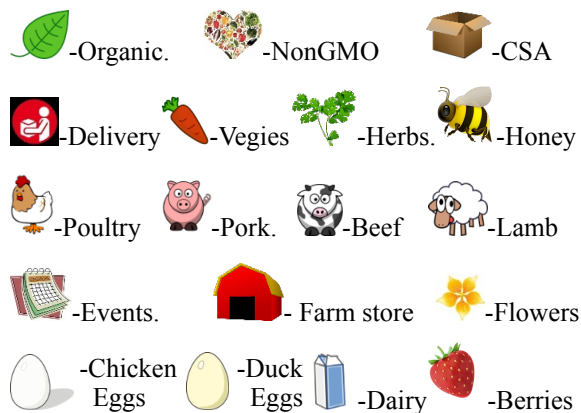 -Organic. -NonGMO -CSA
-Delivery -Vegies -Herbs. -Honey
-Poultry -Pork. -Beef -Lamb
-Events. - Farm store -Flowers
-Chicken Eggs -Duck Eggs -Dairy -Berries